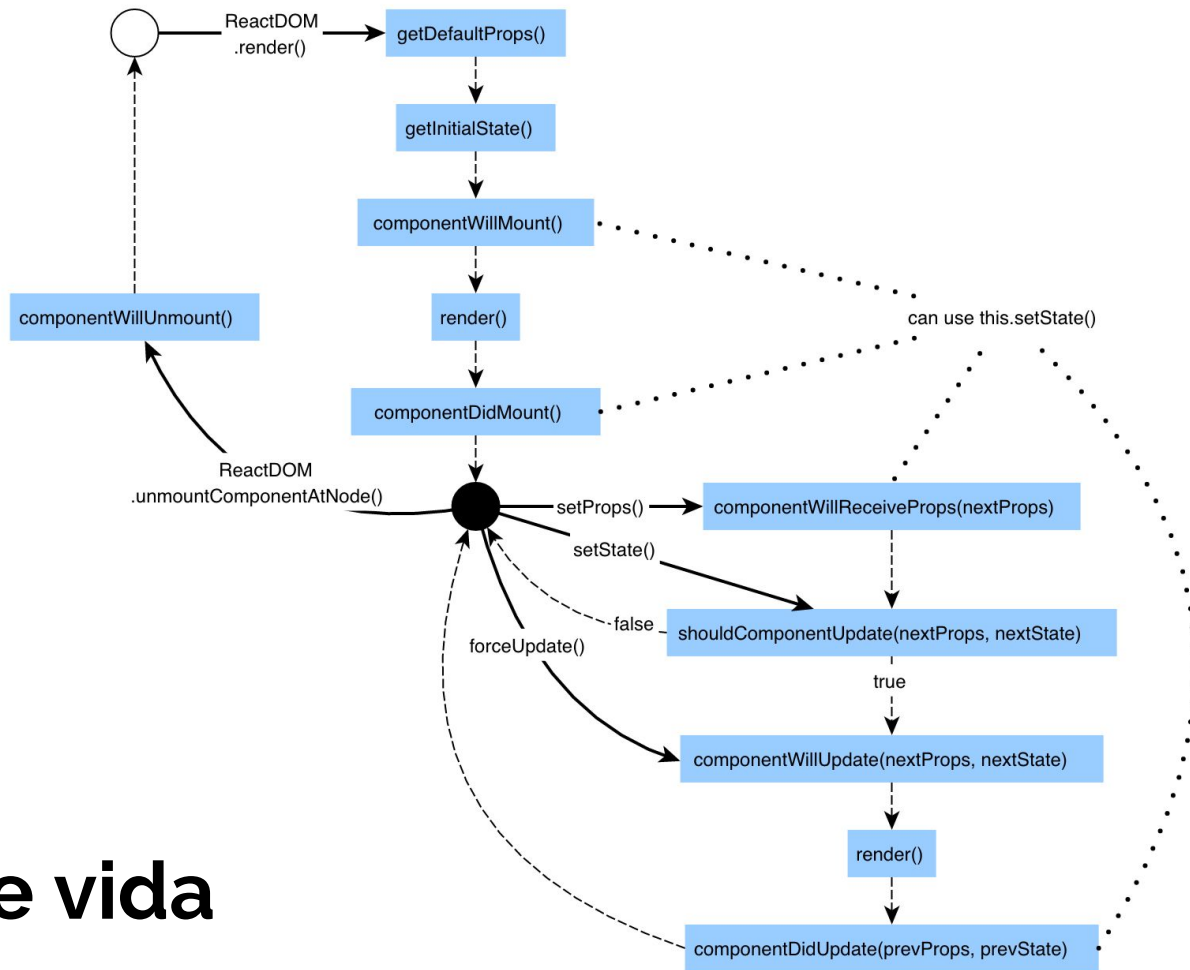 ReactDOM
.render()
getDefaultProps()
getInitialState()
componentWillMount()
componentWillUnmount()
render()
can use this.setState()
componentDidMount()
ReactDOM
.unmountComponentAtNode()
setProps()
componentWillReceiveProps(nextProps)
setState()
false
shouldComponentUpdate(nextProps, nextState)
forceUpdate()
true
componentWillUpdate(nextProps, nextState)
render()
e vida
componentDidUpdate(prevProps, prevState)